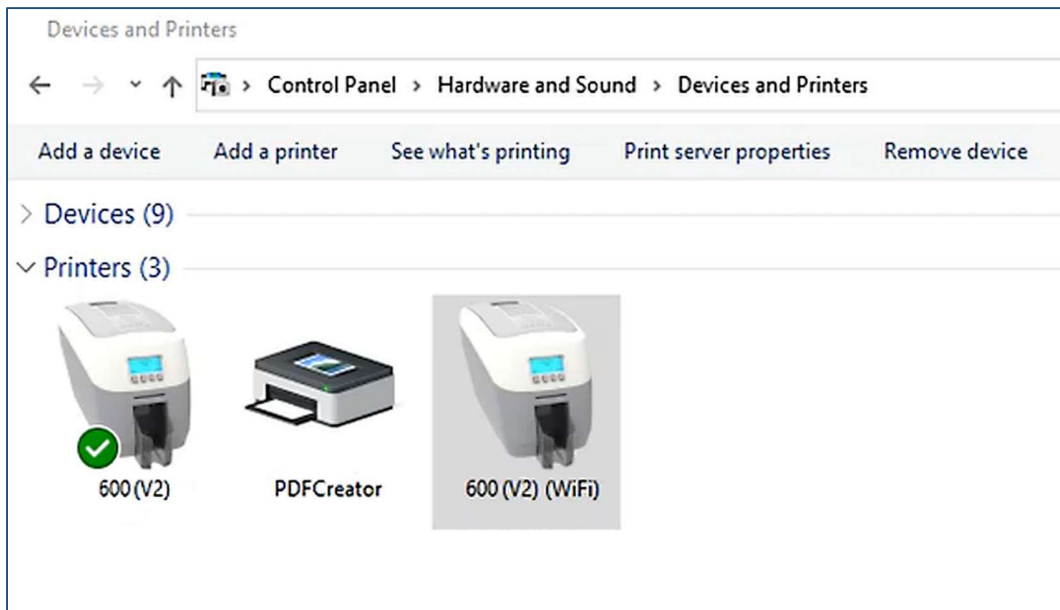 Devices and Printers
Control Panel > Hardware and Sound > Devices and Printers
Add a device Add a printer See what's printing Print server properties Remove device
Devices (9)
Printers (3)
600 (V2) PDFCreator 600 (V2) (WiFi)